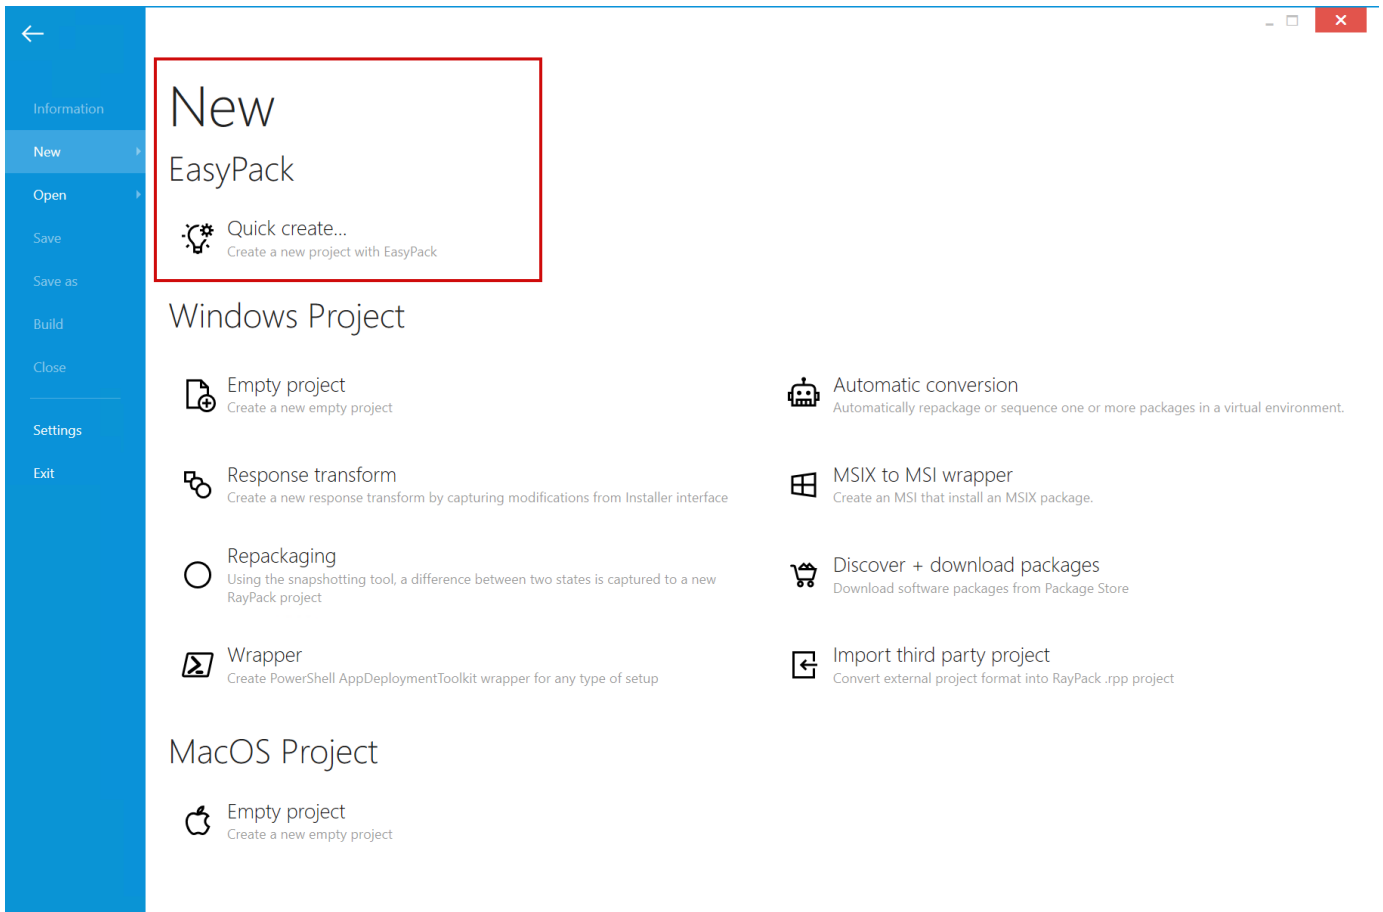 Information
New
Open
Save
Save as
Build
Close
Settings
Exit
New
EasyPack
Quick create...
Create a new project with EasyPack
Windows Project
Empty project
Create a new empty project
Automatic conversion
Automatically repackage or sequence one or more packages in a virtual environment.
Response transform
Create a new response transform by capturing modifications from Installer interface
MSIX to MSI wrapper
Create an MSI that install an MSIX package.
Repackaging
Using the snapshotting tool, a difference between two states is captured to a new
RayPack project
Discover + download packages
Download software packages from Package Store
Wrapper
Create PowerShell AppDeploymentToolkit wrapper for any type of setup
Import third party project
Convert external project format into RayPack .rpp project
MacOS Project
Empty project
Create a new empty project